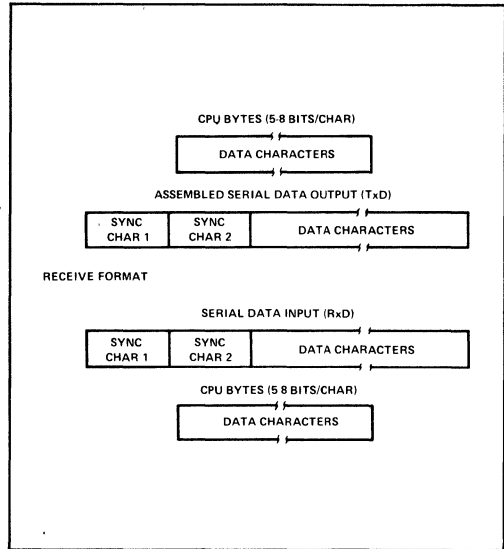 CPU BYTES (5-8 BITS/CHAR)
DATA CHARACTERS
ASSEMBLED SERIAL DATA OUTPUT (TxD)
SYNC CHAR 1
SYNC CHAR 2
DATA CHARACTERS
RECEIVE FORMAT
SERIAL DATA INPUT (RxD)
SYNC CHAR 1
SYNC CHAR 2
DATA CHARACTERS
CPU BYTES (5 8 BITS/CHAR)
DATA CHARACTERS